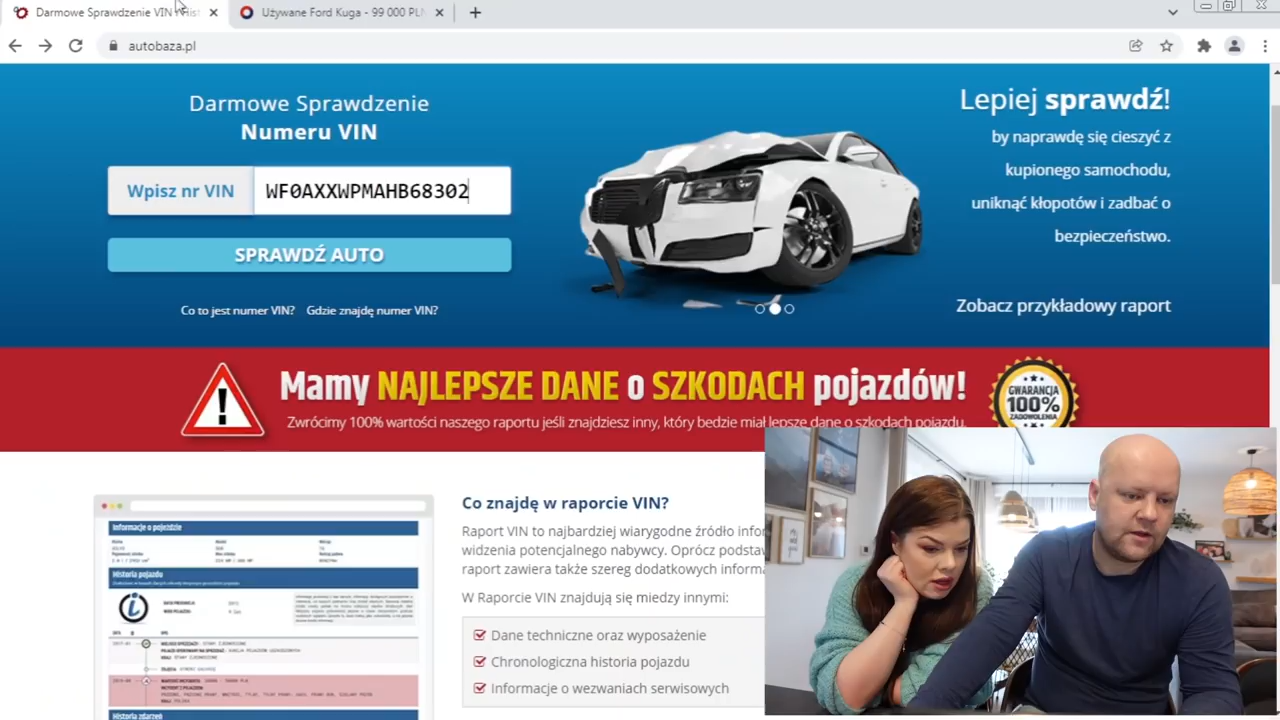 Darmowe Sprawdzenie VIN i Hist
Używane Ford Kuga - 99 000 PLN
autobaza.pl
Darmowe Sprawdzenie
Numeru VIN
Wpisz nr VIN
WF0AXXWPMAHB68302
SPRAWDŹ AUTO
Co to jest numer VIN? Gdzie znajdę numer VIN?
Lepiej sprawdź!
by naprawdę się cieszyć z
kupionego samochodu,
uniknąć kłopotów i zadbać o
bezpieczeństwo.
Zobacz przykładowy raport
Mamy NAJLEPSZE DANE o SZKODACH pojazdów!
Zwrócimy 100% wartości naszego raportu jeśli znajdziesz inny, który będzie miał lepsze dane o szkodach pojazdu.
GWARANCJA
100%
Informacje o pojeździe
Historia pojazdu
Historia zdarzeń
Co znajdę w raporcie VIN?
Raport VIN to najbardziej wiarygodne źródło infor
widzenia potencjalnego nabywcy. Oprócz podstaw
raport zawiera także szereg dodatkowych informa
W Raporcie VIN znajdują się miedzy innymi:
Dane techniczne oraz wyposażenie
Chronologiczna historia pojazdu
Informacje o wezwaniach serwisowych